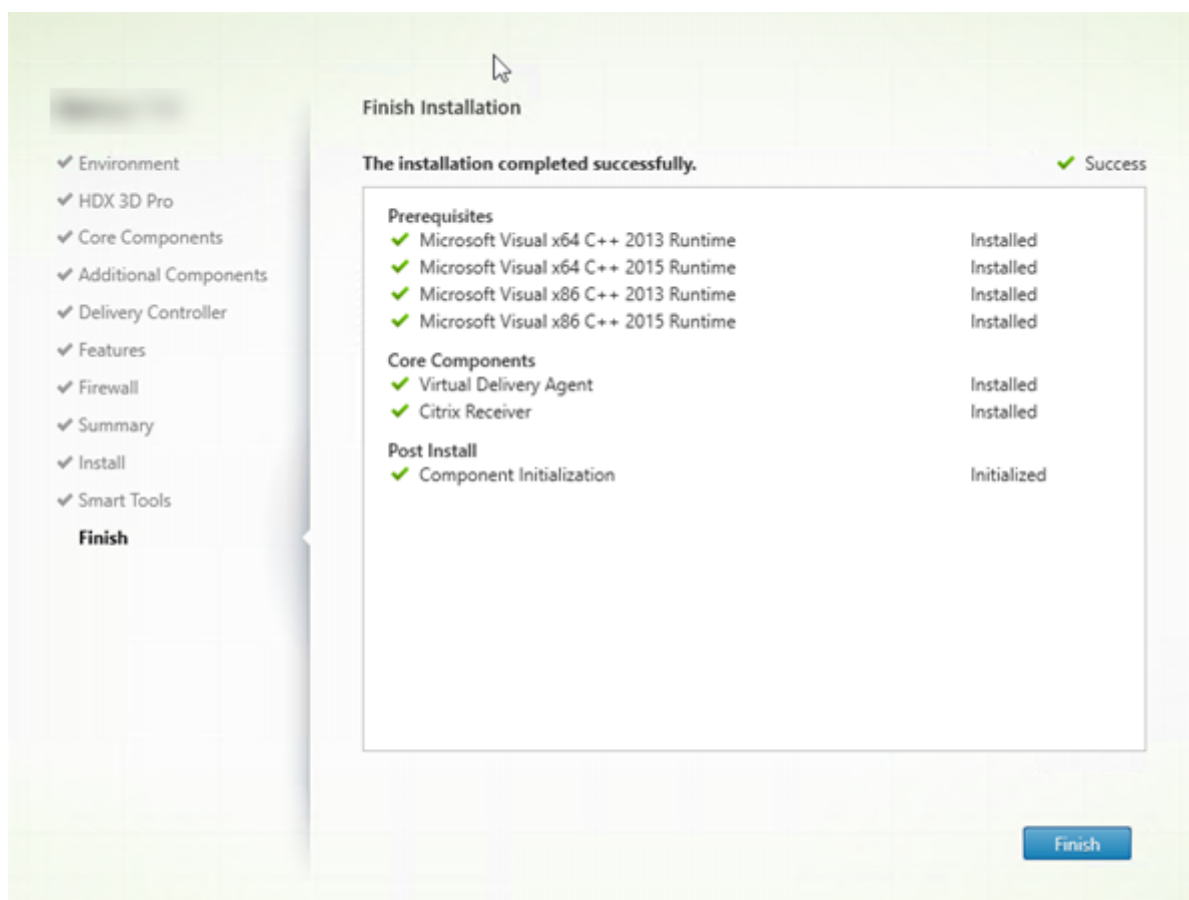 Environment
HDX 3D Pro
Core Components
Additional Components
Delivery Controller
Features
Firewall
Summary
Install
Smart Tools
Finish
Finish Installation
The installation completed successfully.
Success
Prerequisites
Microsoft Visual x64 C++ 2013 Runtime Installed
Microsoft Visual x64 C++ 2015 Runtime Installed
Microsoft Visual x86 C++ 2013 Runtime Installed
Microsoft Visual x86 C++ 2015 Runtime Installed
Core Components
Virtual Delivery Agent Installed
Citrix Receiver Installed
Post Install
Component Initialization Initialized
Finish